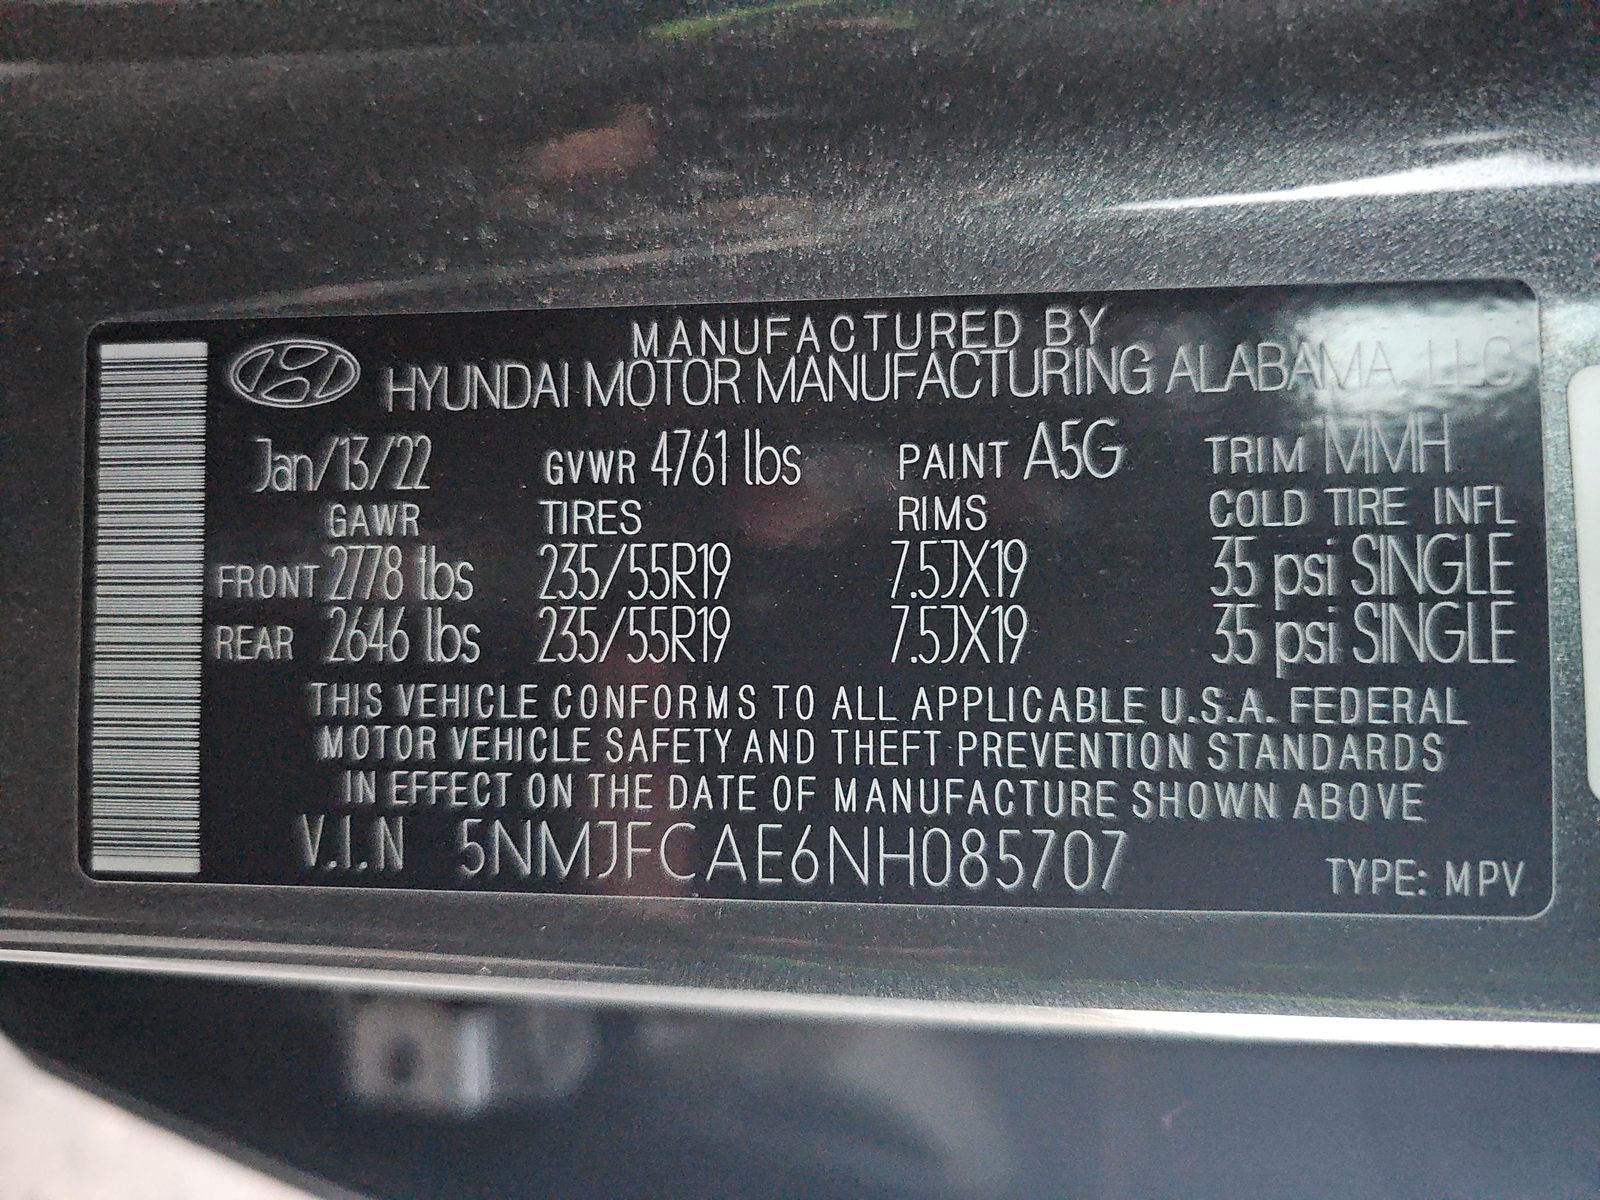 MANUFACTURED BY
HYUNDAI MOTOR MANUFACTURING ALABAMA, LLC
Jan/13/22 GVWR 4761 lbs PAINT A5G TRIM MMH
GAWR TIRES RIMS COLD TIRE INFL
FRONT 2778 lbs 235/55R19 7.5JX19 35 psi SINGLE
REAR 2646 lbs 235/55R19 7.5JX19 35 psi SINGLE
THIS VEHICLE CONFORMS TO ALL APPLICABLE U.S.A. FEDERAL
MOTOR VEHICLE SAFETY AND THEFT PREVENTION STANDARDS
IN EFFECT ON THE DATE OF MANUFACTURE SHOWN ABOVE
V.I.N 5NMJFCAE6NH085707 TYPE: MPV